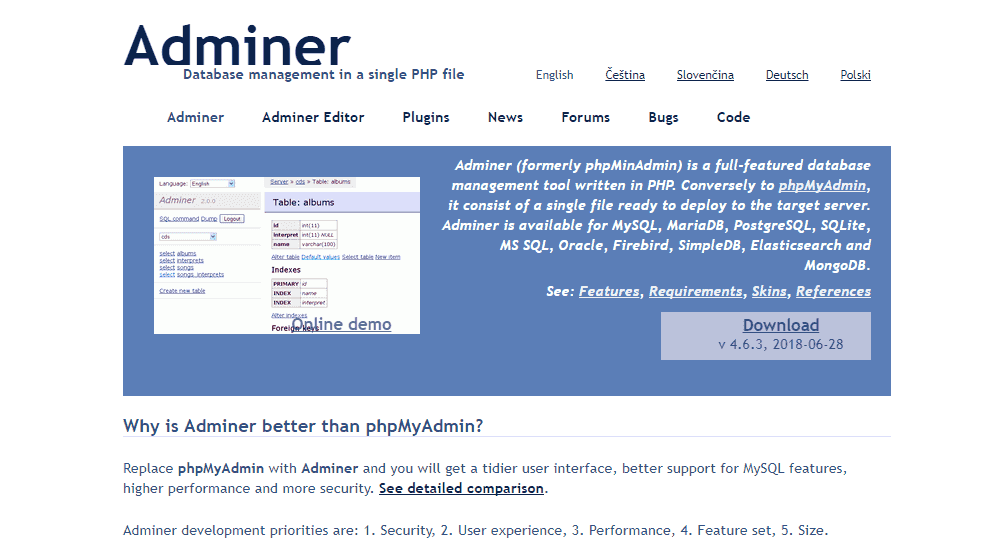 Adminer
Database management in a single PHP file
English Čeština Slovenčina Deutsch Polski
Adminer Adminer Editor Plugins News Forums Bugs Code
Language: English
Adminer 2.0.0
SQL command Dump Logout
cds
select albums
select interprets
select songs
select songs_interprets
Create new table
Server » cds » Table: albums
Table: albums
id int(11)
interpret int(11) NULL
name varchar(100)
Alter table Default values Select table New item
Indexes
PRIMARY id
INDEX name
INDEX interpret
Alter indexes
Foreign keys
Online demo
Adminer (formerly phpMinAdmin) is a full-featured database
management tool written in PHP. Conversely to phpMyAdmin,
it consist of a single file ready to deploy to the target server.
Adminer is available for MySQL, MariaDB, PostgreSQL, SQLite,
MS SQL, Oracle, Firebird, SimpleDB, Elasticsearch and
MongoDB.
See: Features, Requirements, Skins, References
Download
v 4.6.3, 2018-06-28
Why is Adminer better than phpMyAdmin?
Replace phpMyAdmin with Adminer and you will get a tidier user interface, better support for MySQL features,
higher performance and more security. See detailed comparison.
Adminer development priorities are: 1. Security, 2. User experience, 3. Performance, 4. Feature set, 5. Size.